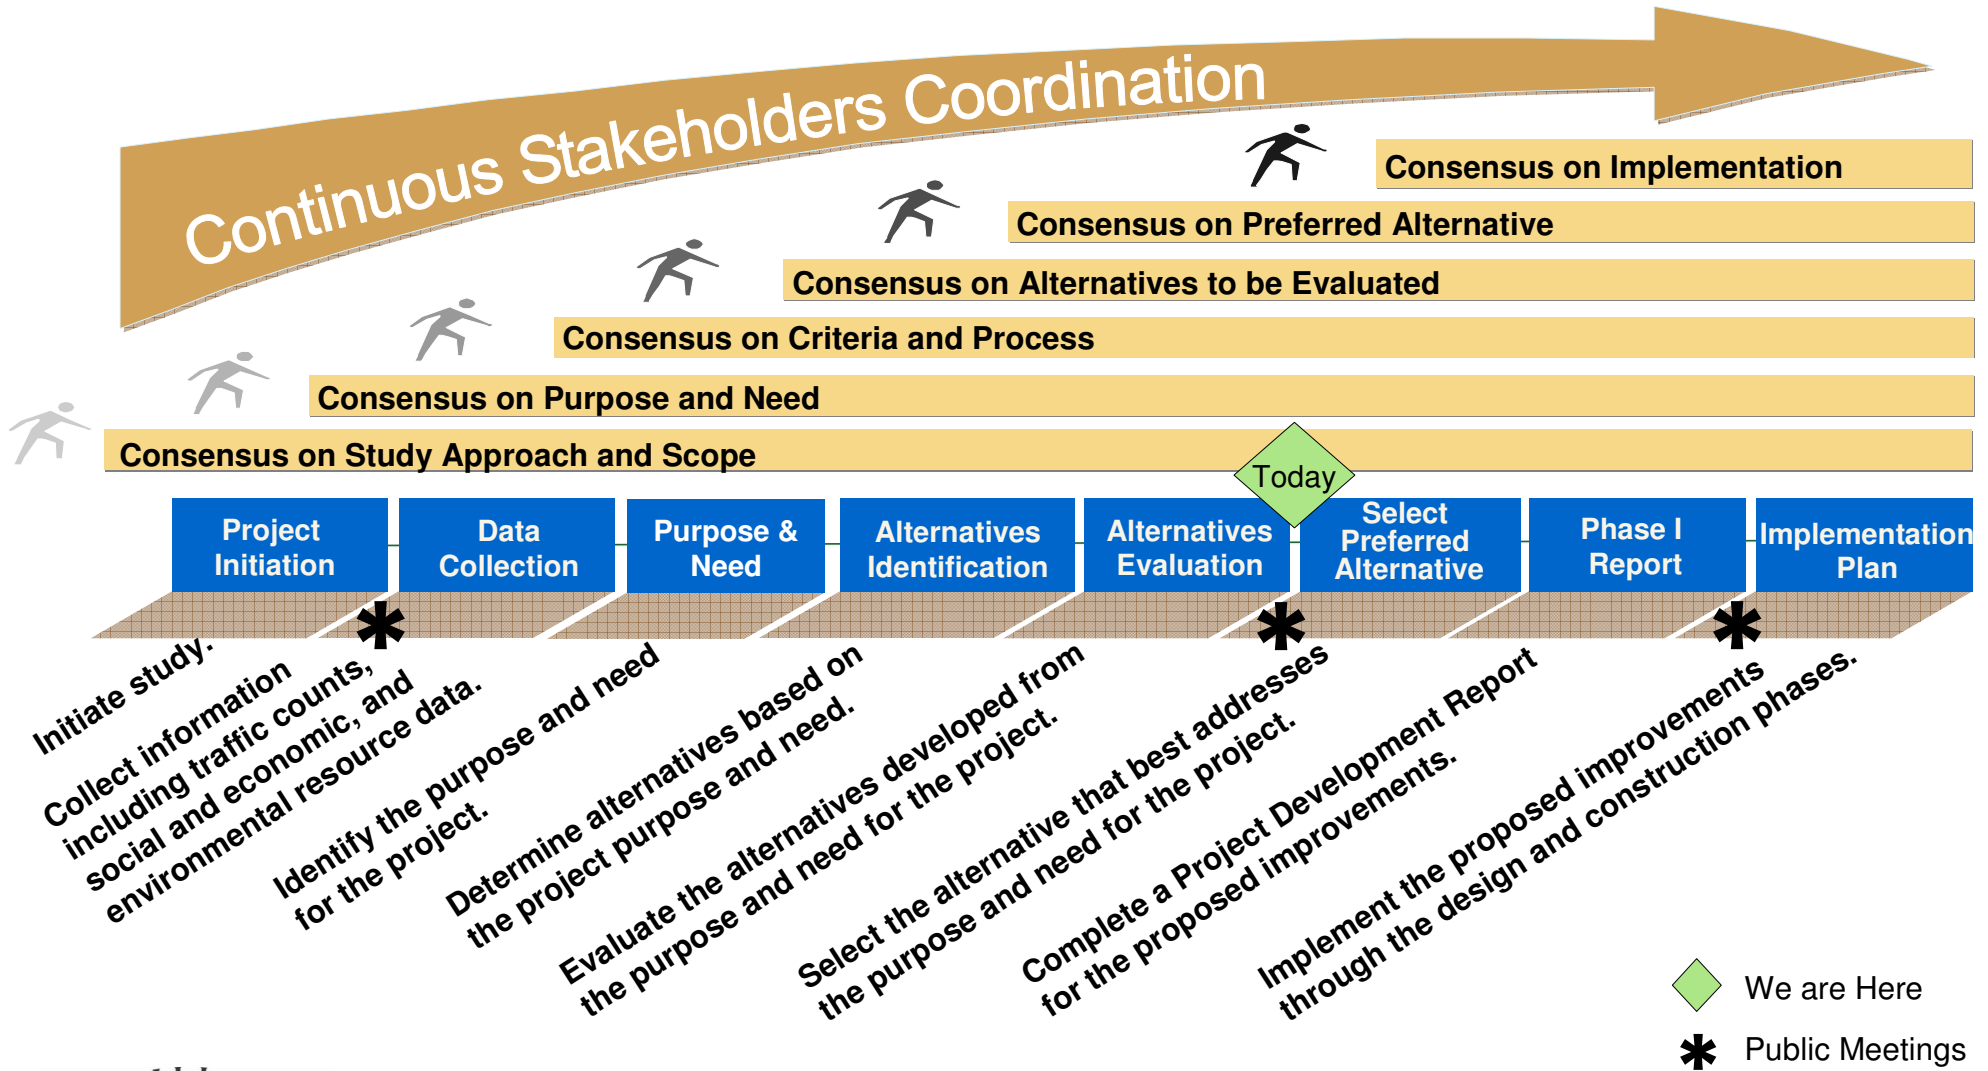 Continuous Stakeholders Coordination
Consensus on Implementation
Consensus on Preferred Alternative
Consensus on Alternatives to be Evaluated
Consensus on Criteria and Process
Consensus on Purpose and Need
Consensus on Study Approach and Scope
Today
Project
Initiation
Data
Collection
Purpose &
Need
Alternatives
Identification
Alternatives
Evaluation
Select
Preferred
Alternative
Phase I
Report
Implementation
Plan
Initiate study.
Collect information
including traffic counts,
social and economic, and
environmental resource data.
Identify the purpose and need
for the project.
Determine alternatives based on
the project purpose and need.
Evaluate the alternatives developed from
the purpose and need for the project.
Select the alternative that best addresses
the purpose and need for the project.
Complete a Project Development Report
for the proposed improvements.
Implement the proposed improvements
through the design and construction phases.
We are Here
Public Meetings